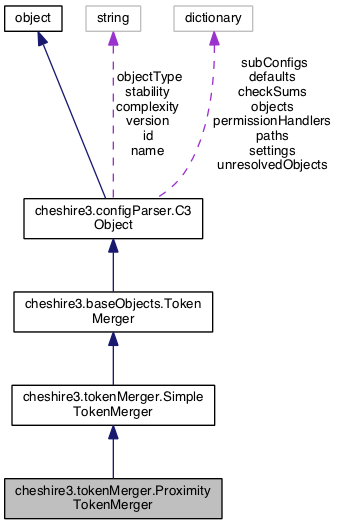 object
string
dictionary
objectType
stability
complexity
version
id
name
subConfigs
defaults
checkSums
objects
permissionHandlers
paths
settings
unresolvedObjects
cheshire3.configParser.C3
Object
cheshire3.baseObjects.Token
Merger
cheshire3.tokenMerger.Simple
TokenMerger
cheshire3.tokenMerger.Proximity
TokenMerger